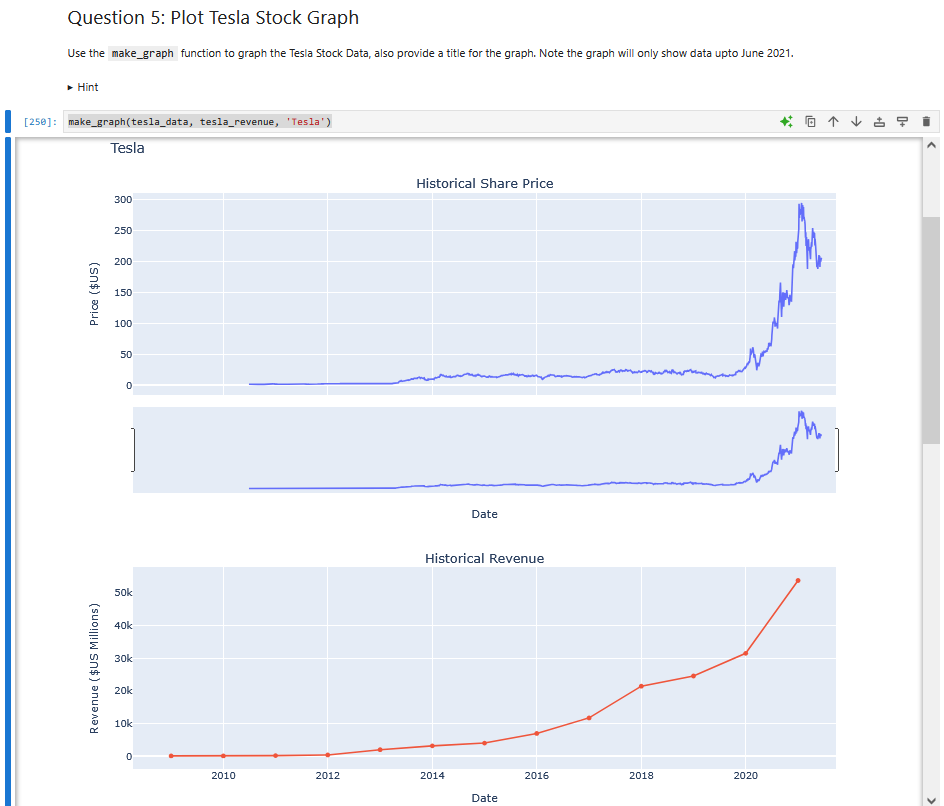 Question 5: Plot Tesla Stock Graph
Use the make_graph function to graph the Tesla Stock Data, also provide a title for the graph. Note the graph will only show data upto June 2021.
▸ Hint
[250]: make_graph(tesla_data, tesla_revenue, 'Tesla')
Tesla
Historical Share Price
300
250
200
150
100
50
0
Price ($US)
Date
Historical Revenue
50k
40k
30k
20k
10k
0
Revenue ($US Millions)
2010 2012 2014 2016 2018 2020
Date